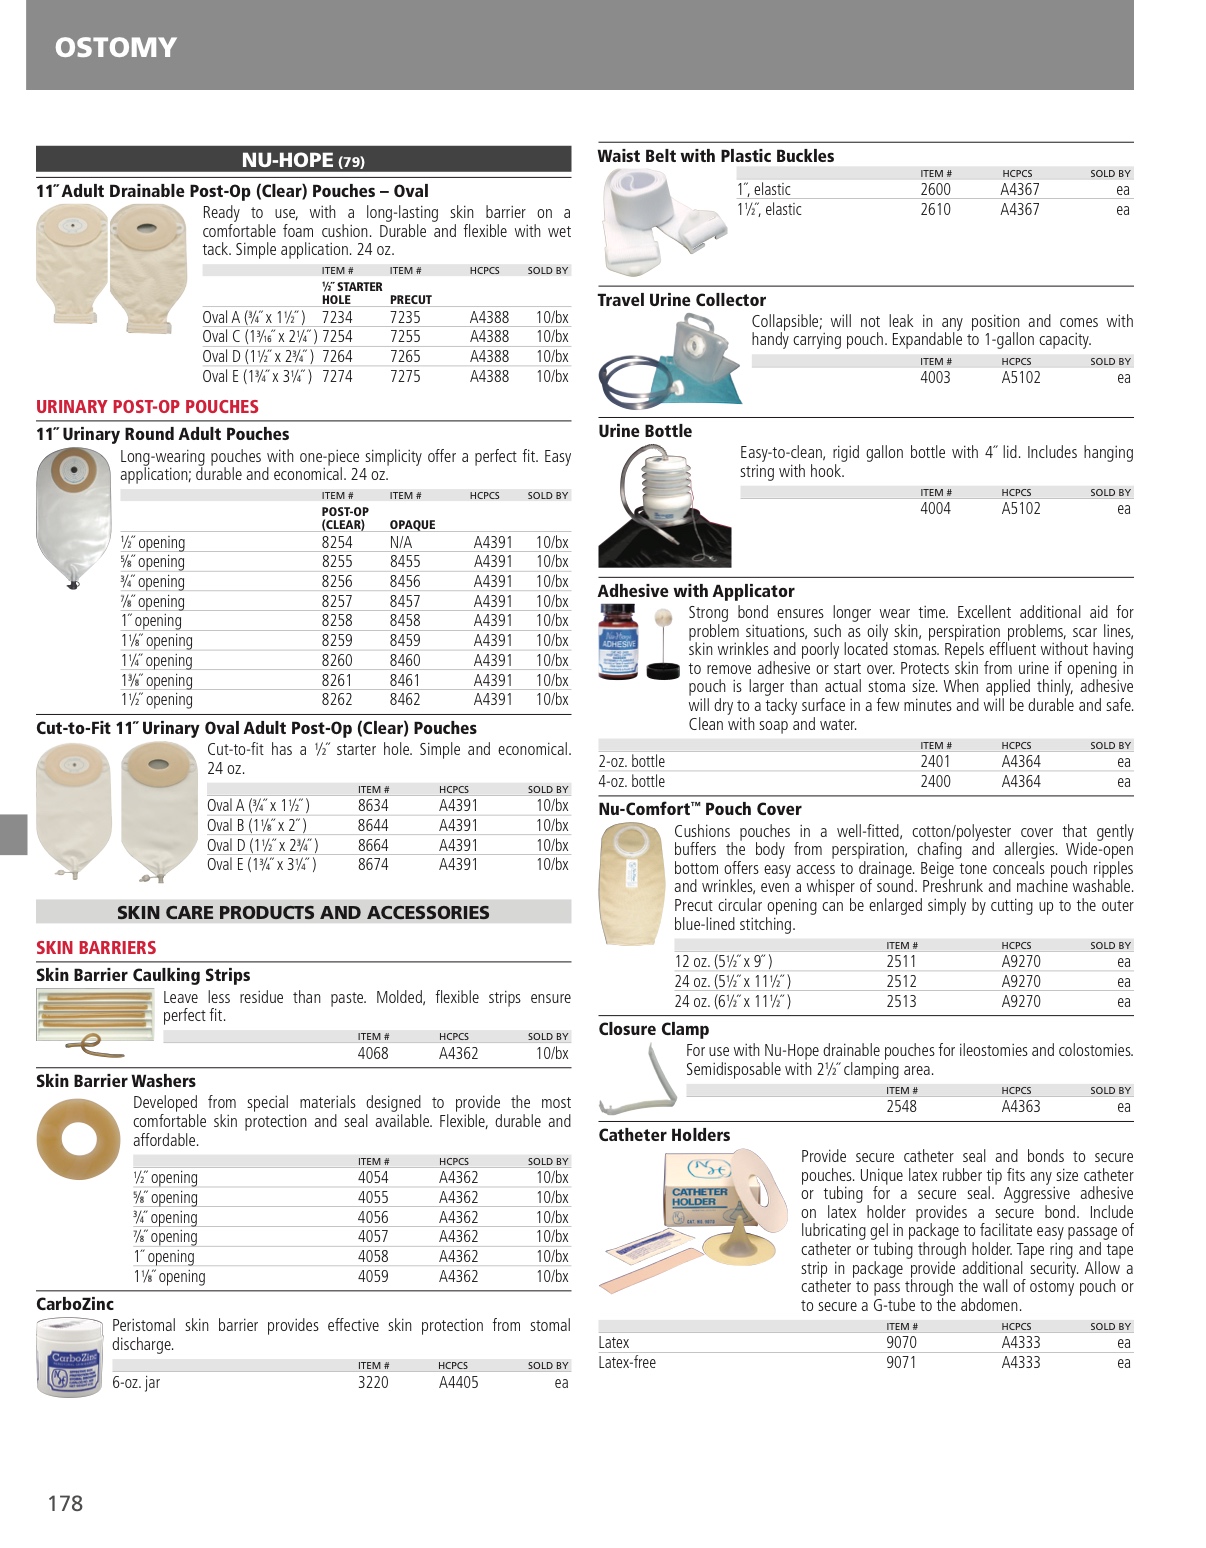 OSTOMY
NU-HOPE (79)
11˝ Adult Drainable Post-Op (Clear) Pouches – Oval
Ready to use, with a long-lasting skin barrier on a
comfortable foam cushion. Durable and flexible with wet
tack. Simple application. 24 oz.
ITEM # ITEM # HCPCS SOLD BY
½˝ STARTER
HOLE PRECUT
Oval A (¾˝ x 1½˝ ) 7234 7235 A4388 10/bx
Oval C (1³⁄₁₆˝ x 2¼˝ ) 7254 7255 A4388 10/bx
Oval D (1½˝ x 2¾˝ ) 7264 7265 A4388 10/bx
Oval E (1¾˝ x 3¼˝ ) 7274 7275 A4388 10/bx
URINARY POST-OP POUCHES
11˝ Urinary Round Adult Pouches
Long-wearing pouches with one-piece simplicity offer a perfect fit. Easy
application; durable and economical. 24 oz.
ITEM # ITEM # HCPCS SOLD BY
POST-OP
(CLEAR) OPAQUE
½˝ opening 8254 N/A A4391 10/bx
⅝˝ opening 8255 8455 A4391 10/bx
¾˝ opening 8256 8456 A4391 10/bx
⅞˝ opening 8257 8457 A4391 10/bx
1˝ opening 8258 8458 A4391 10/bx
1⅛˝ opening 8259 8459 A4391 10/bx
1¼˝ opening 8260 8460 A4391 10/bx
1⅜˝ opening 8261 8461 A4391 10/bx
1½˝ opening 8262 8462 A4391 10/bx
Cut-to-Fit 11˝ Urinary Oval Adult Post-Op (Clear) Pouches
Cut-to-fit has a ½˝ starter hole. Simple and economical.
24 oz.
ITEM # HCPCS SOLD BY
Oval A (¾˝ x 1½˝ ) 8634 A4391 10/bx
Oval B (1⅛˝ x 2˝ ) 8644 A4391 10/bx
Oval D (1½˝ x 2¾˝ ) 8664 A4391 10/bx
Oval E (1¾˝ x 3¼˝ ) 8674 A4391 10/bx
SKIN CARE PRODUCTS AND ACCESSORIES
SKIN BARRIERS
Skin Barrier Caulking Strips
Leave less residue than paste. Molded, flexible strips ensure
perfect fit.
ITEM # HCPCS SOLD BY
4068 A4362 10/bx
Skin Barrier Washers
Developed from special materials designed to provide the most
comfortable skin protection and seal available. Flexible, durable and
affordable.
ITEM # HCPCS SOLD BY
½˝ opening 4054 A4362 10/bx
⅝˝ opening 4055 A4362 10/bx
¾˝ opening 4056 A4362 10/bx
⅞˝ opening 4057 A4362 10/bx
1˝ opening 4058 A4362 10/bx
1⅛˝ opening 4059 A4362 10/bx
CarboZinc
Peristomal skin barrier provides effective skin protection from stomal
discharge.
CarboZinc
ITEM # HCPCS SOLD BY
6-oz. jar 3220 A4405 ea
Waist Belt with Plastic Buckles
ITEM # HCPCS SOLD BY
1˝, elastic 2600 A4367 ea
1½˝, elastic 2610 A4367 ea
Travel Urine Collector
Collapsible; will not leak in any position and comes with
handy carrying pouch. Expandable to 1-gallon capacity.
ITEM # HCPCS SOLD BY
4003 A5102 ea
Urine Bottle
Easy-to-clean, rigid gallon bottle with 4˝ lid. Includes hanging
string with hook.
ITEM # HCPCS SOLD BY
4004 A5102 ea
Adhesive with Applicator
Strong bond ensures longer wear time. Excellent additional aid for
problem situations, such as oily skin, perspiration problems, scar lines,
skin wrinkles and poorly located stomas. Repels effluent without having
to remove adhesive or start over. Protects skin from urine if opening in
pouch is larger than actual stoma size. When applied thinly, adhesive
will dry to a tacky surface in a few minutes and will be durable and safe.
Clean with soap and water.
Nu-Hope
ADHESIVE
ITEM # HCPCS SOLD BY
2-oz. bottle 2401 A4364 ea
4-oz. bottle 2400 A4364 ea
Nu-Comfort™ Pouch Cover
Cushions pouches in a well-fitted, cotton/polyester cover that gently
buffers the body from perspiration, chafing and allergies. Wide-open
bottom offers easy access to drainage. Beige tone conceals pouch ripples
and wrinkles, even a whisper of sound. Preshrunk and machine washable.
Precut circular opening can be enlarged simply by cutting up to the outer
blue-lined stitching.
ITEM # HCPCS SOLD BY
12 oz. (5½˝ x 9˝ ) 2511 A9270 ea
24 oz. (5½˝ x 11½˝ ) 2512 A9270 ea
24 oz. (6½˝ x 11½˝ ) 2513 A9270 ea
Closure Clamp
For use with Nu-Hope drainable pouches for ileostomies and colostomies.
Semidisposable with 2½˝ clamping area.
ITEM # HCPCS SOLD BY
2548 A4363 ea
Catheter Holders
Provide secure catheter seal and bonds to secure
pouches. Unique latex rubber tip fits any size catheter
or tubing for a secure seal. Aggressive adhesive
on latex holder provides a secure bond. Include
lubricating gel in package to facilitate easy passage of
catheter or tubing through holder. Tape ring and tape
strip in package provide additional security. Allow a
catheter to pass through the wall of ostomy pouch or
to secure a G-tube to the abdomen.
CATHETER
HOLDER
ITEM # HCPCS SOLD BY
Latex 9070 A4333 ea
Latex-free 9071 A4333 ea
178